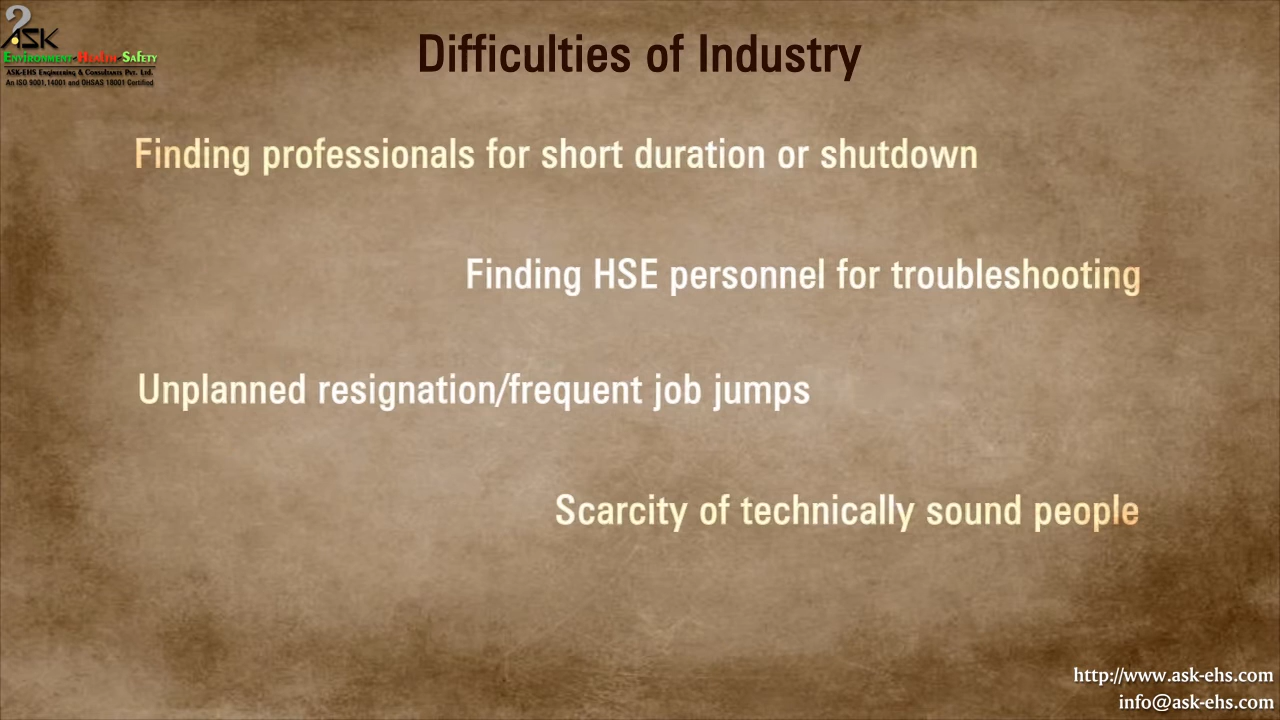 ?
ASK
Environment-Health-Safety
ASK-EHS Engineering & Consultants Pvt. Ltd.
An ISO 9001, 14001 and OHSAS 18001 Certified
Difficulties of Industry
Finding professionals for short duration or shutdown
Finding HSE personnel for troubleshooting
Unplanned resignation/frequent job jumps
Scarcity of technically sound people
http://www.ask-ehs.com
info@ask-ehs.com